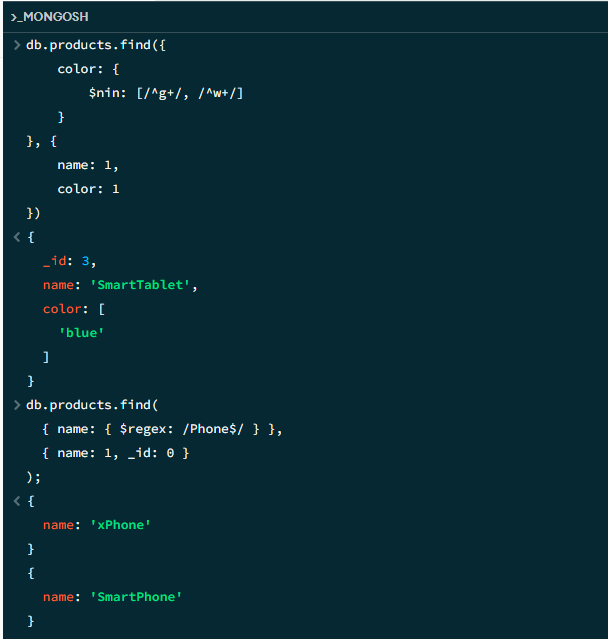 >_MONGOSH
> db.products.find({
color: {
$nin: [/^g+/, /^w+/]
}
}, {
name: 1,
color: 1
})
< {
_id: 3,
name: 'SmartTablet',
color: [
'blue'
]
}
> db.products.find(
{ name: { $regex: /Phone$/ } },
{ name: 1, _id: 0 }
);
< {
name: 'xPhone'
}
{
name: 'SmartPhone'
}